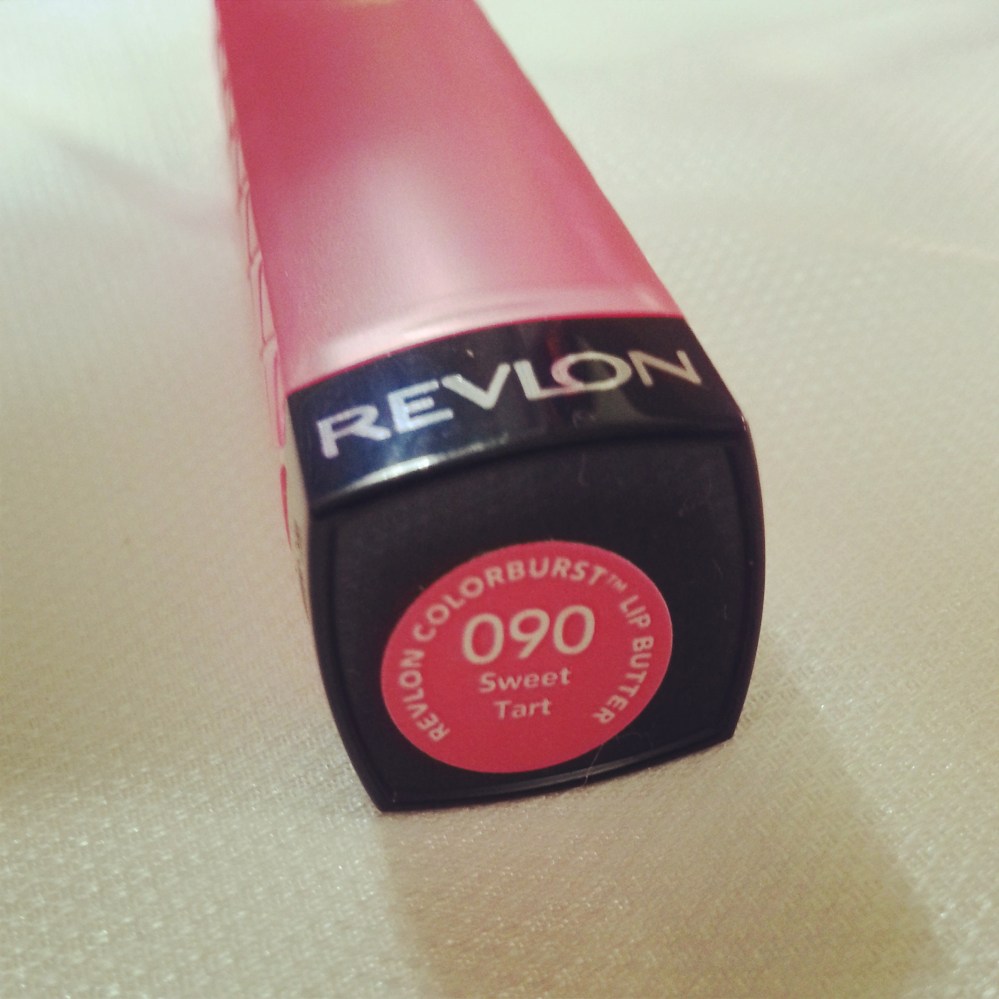 REVLON
REVLON COLORBURST™ LIP BUTTER
090
Sweet
Tart